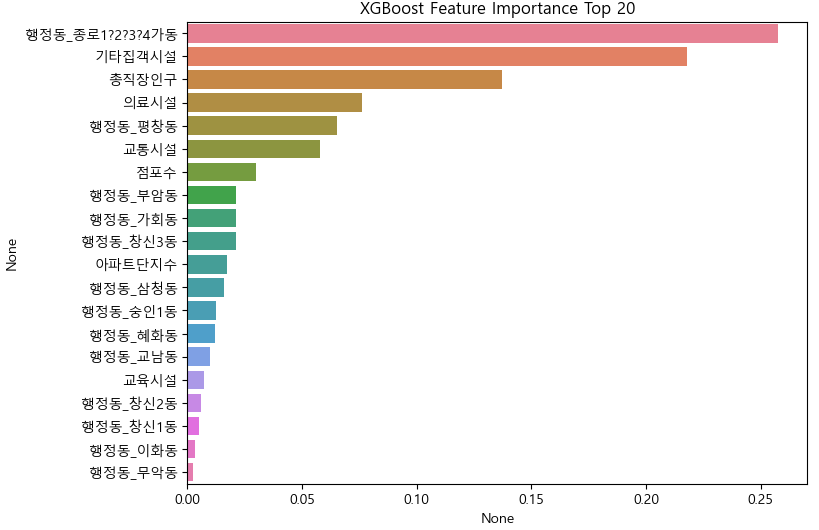 XGBoost Feature Importance Top 20
행정동_종로1?2?3?4가동
기타집객시설
총직장인구
의료시설
행정동_평창동
교통시설
점포수
행정동_부암동
행정동_가회동
행정동_창신3동
아파트단지수
행정동_삼청동
행정동_숭인1동
행정동_혜화동
행정동_교남동
교육시설
행정동_창신2동
행정동_창신1동
행정동_이화동
행정동_무악동
None
0.00 0.05 0.10 0.15 0.20 0.25
None